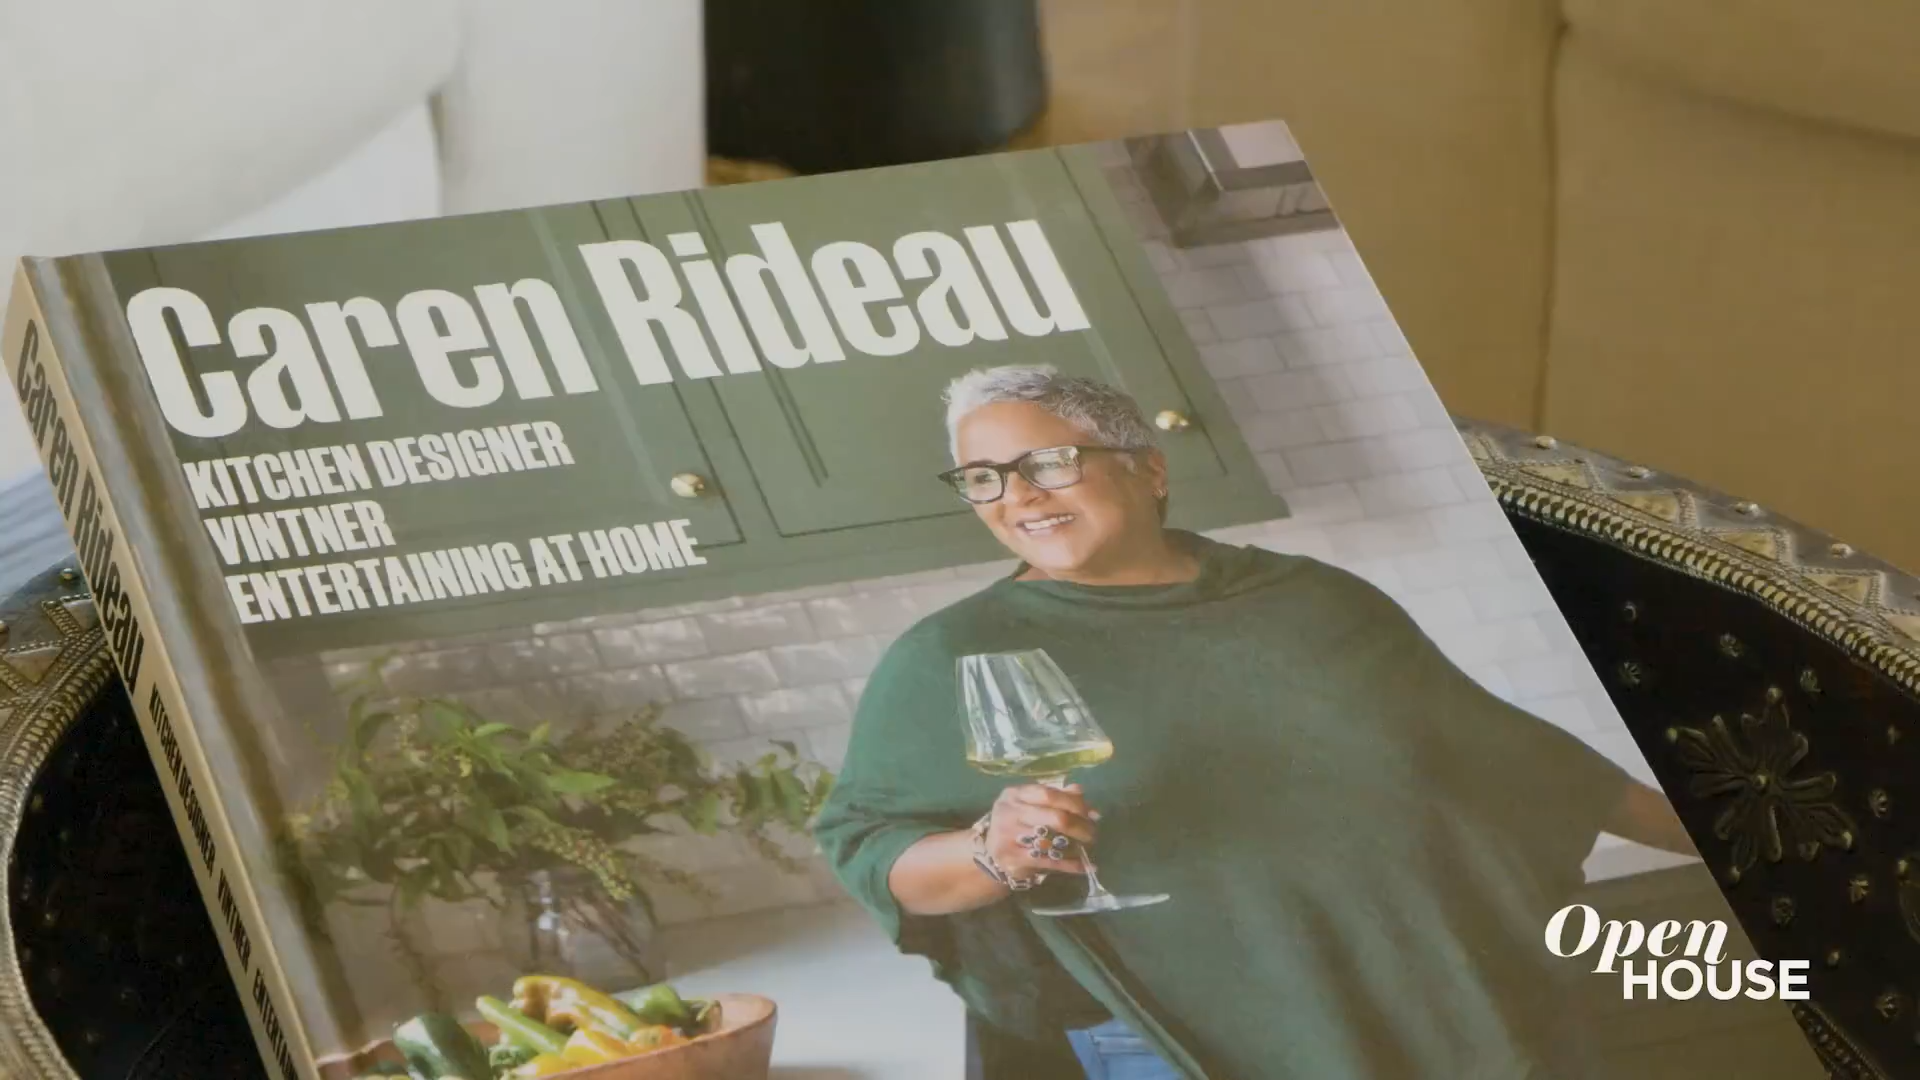 Caren Rideau
KITCHEN DESIGNER
VINTNER
ENTERTAINING AT HOME
Caren Rideau KITCHEN DESIGNER VINTNER
Open
HOUSE